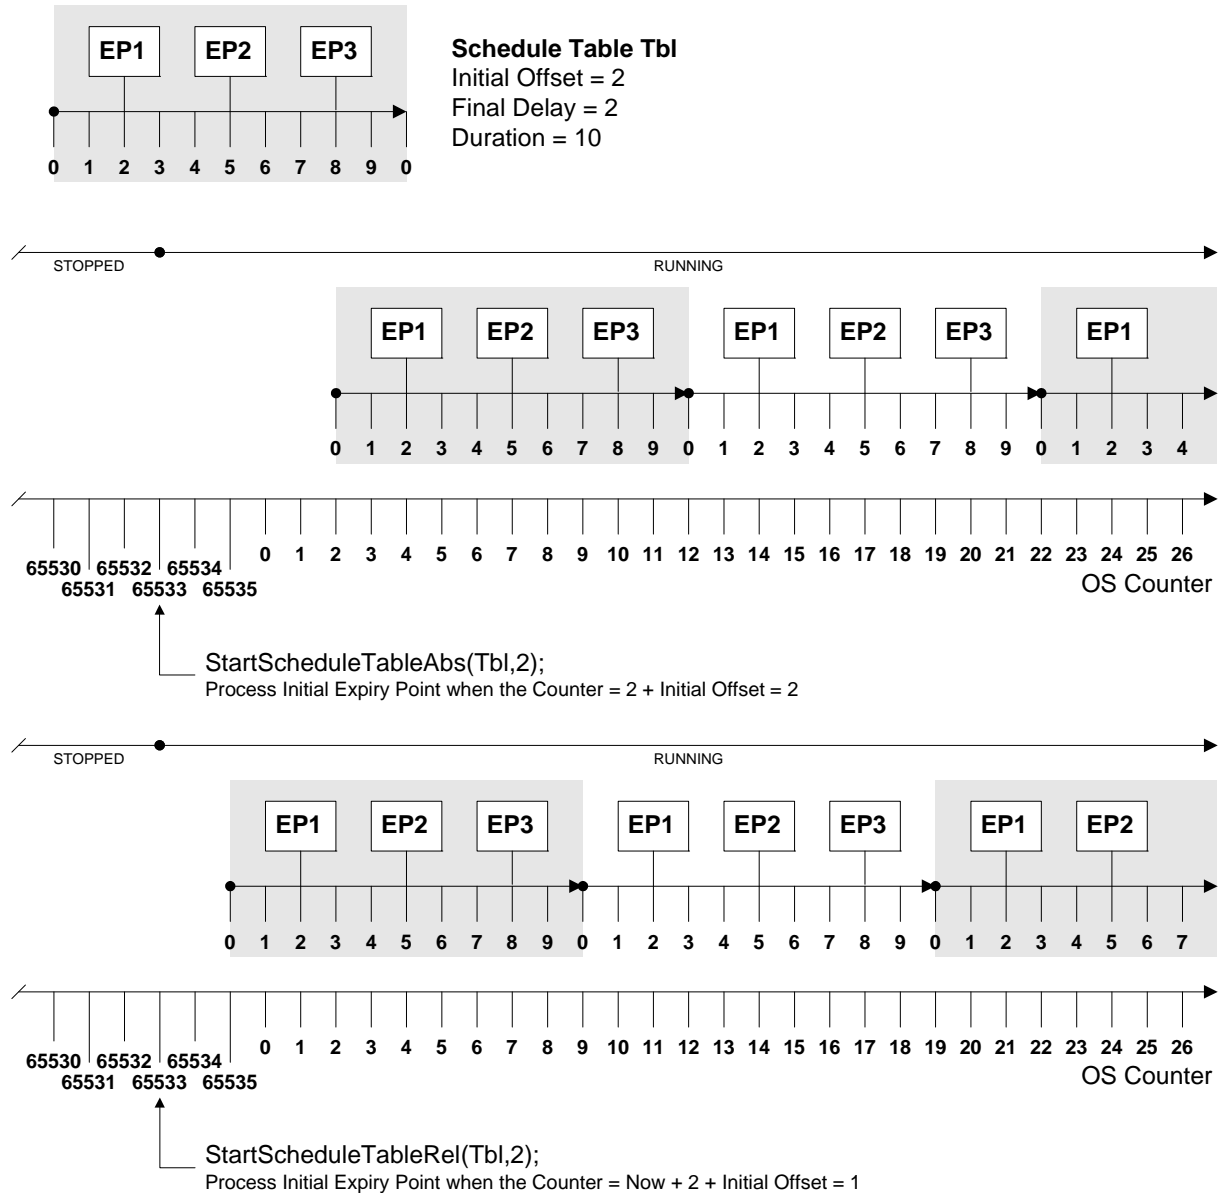 EP1 EP2 EP3
Schedule Table Tbl
Initial Offset = 2
Final Delay = 2
Duration = 10
0 1 2 3 4 5 6 7 8 9 0
STOPPED RUNNING
EP1 EP2 EP3 EP1 EP2 EP3 EP1
0 1 2 3 4 5 6 7 8 9 0 1 2 3 4 5 6 7 8 9 0 1 2 3 4
0 1 2 3 4 5 6 7 8 9 10 11 12 13 14 15 16 17 18 19 20 21 22 23 24 25 26
65530 65532 65534
65531 65533 65535
OS Counter
StartScheduleTableAbs(Tbl,2);
Process Initial Expiry Point when the Counter = 2 + Initial Offset = 2
STOPPED RUNNING
EP1 EP2 EP3 EP1 EP2 EP3 EP1 EP2
0 1 2 3 4 5 6 7 8 9 0 1 2 3 4 5 6 7 8 9 0 1 2 3 4 5 6 7
0 1 2 3 4 5 6 7 8 9 10 11 12 13 14 15 16 17 18 19 20 21 22 23 24 25 26
65530 65532 65534
65531 65533 65535
OS Counter
StartScheduleTableRel(Tbl,2);
Process Initial Expiry Point when the Counter = Now + 2 + Initial Offset = 1